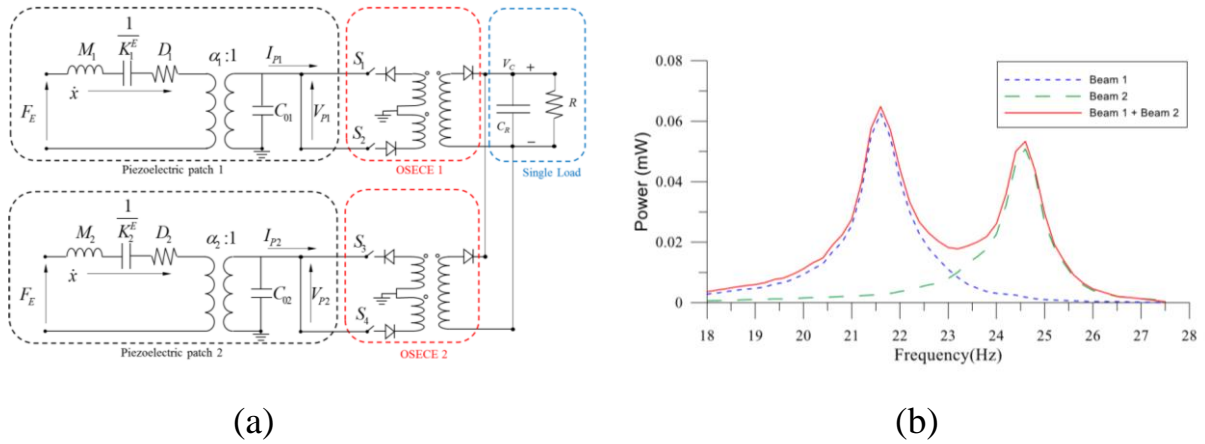 M₁ 1/K₁ᴱ D₁ α₁:1 I_P1
ẋ
F_E C₀₁ V_P1
S₁
S₂
V_C +
C_R R
−
Piezoelectric patch 1
OSECE 1
Single Load
M₂ 1/K₂ᴱ D₂ α₂:1 I_P2
ẋ
F_E C₀₂ V_P2
S₃
S₄
Piezoelectric patch 2
OSECE 2
(a)
Power (mW)
0.08
0.06
0.04
0.02
0
18 19 20 21 22 23 24 25 26 27 28
Frequency(Hz)
Beam 1
Beam 2
Beam 1 + Beam 2
(b)